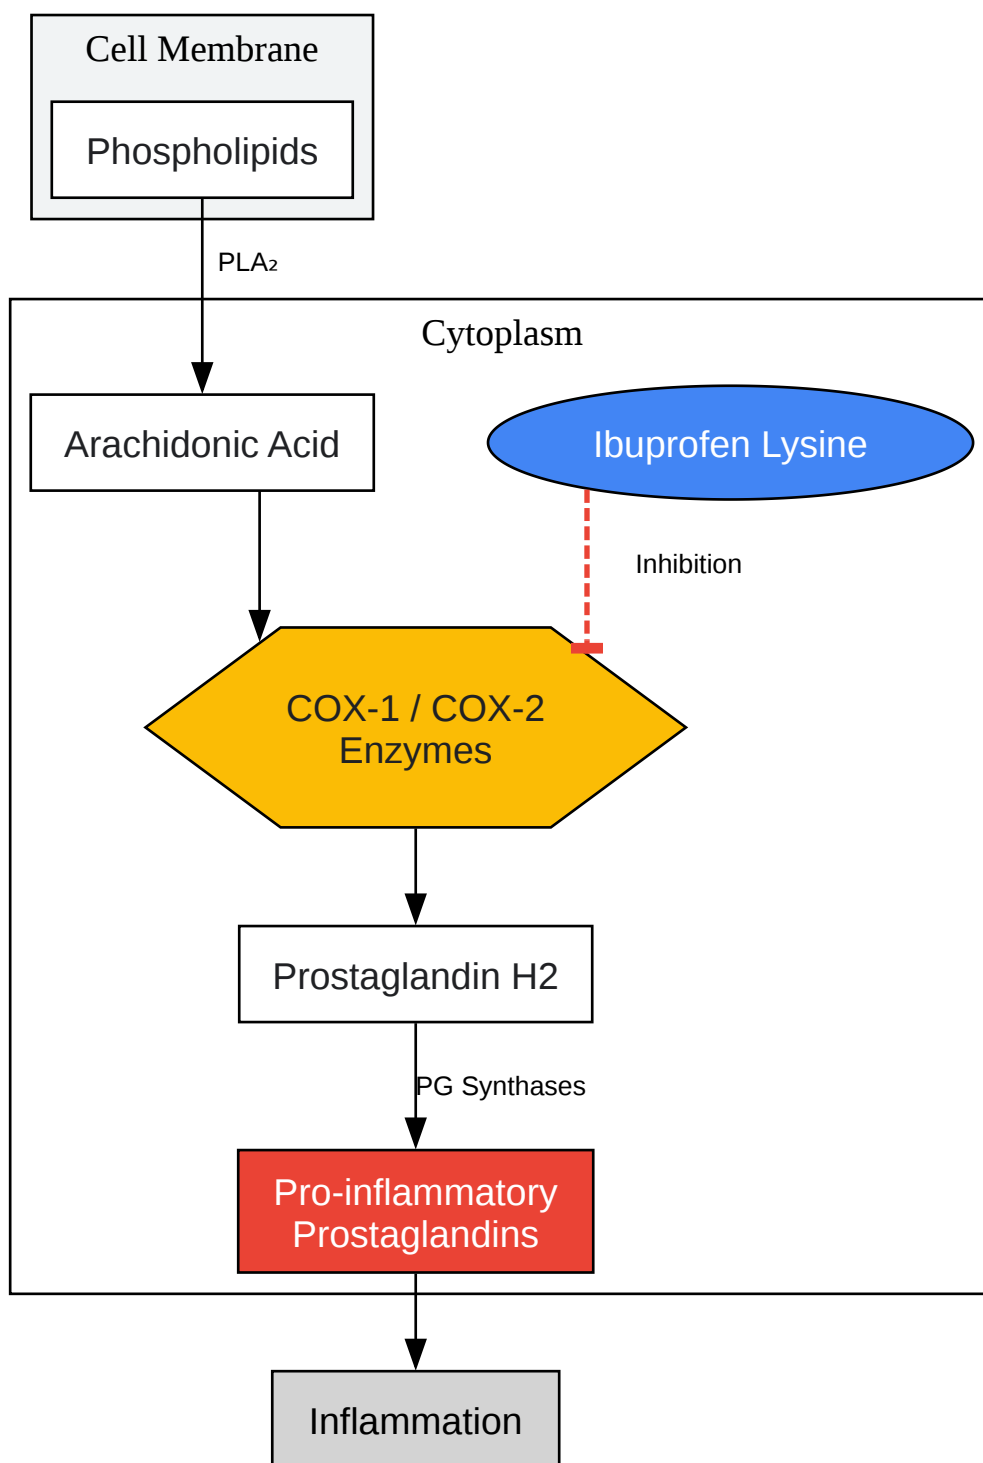 Cell Membrane
Phospholipids
PLA₂
Cytoplasm
Arachidonic Acid
Ibuprofen Lysine
Inhibition
COX-1 / COX-2
Enzymes
Prostaglandin H2
PG Synthases
Pro-inflammatory
Prostaglandins
Inflammation